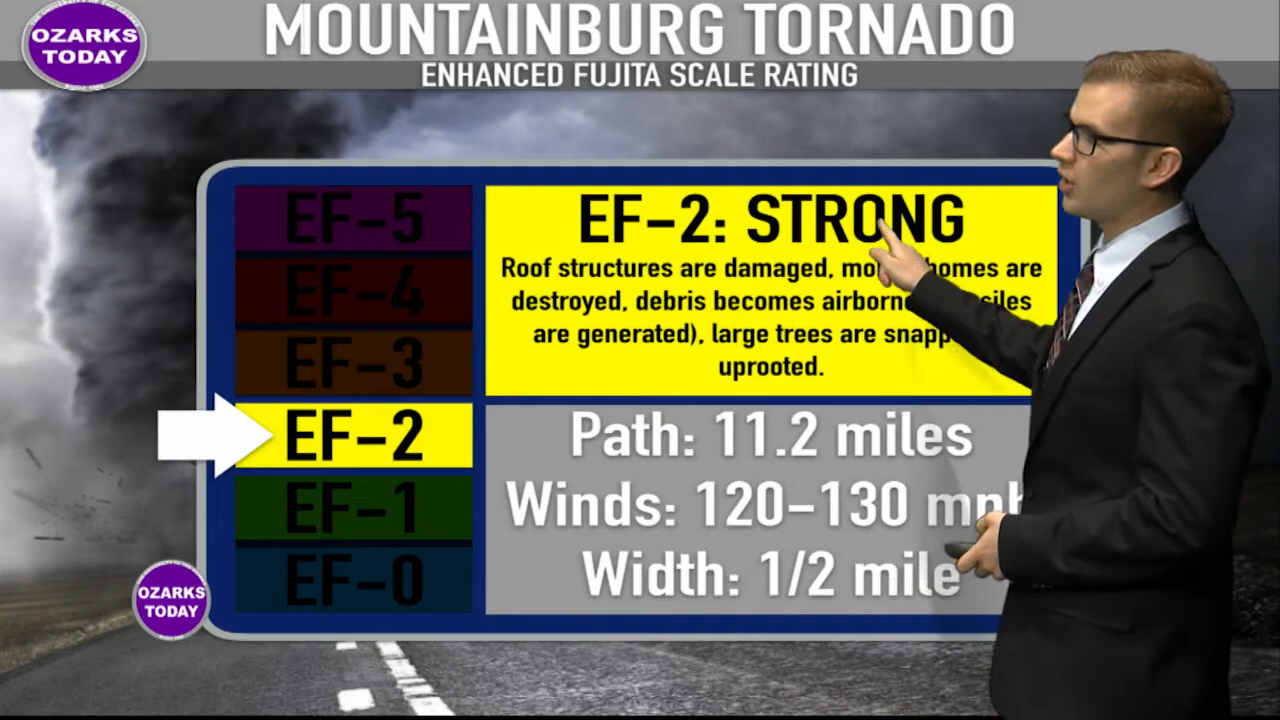 OZARKS
TODAY
MOUNTAINBURG TORNADO
ENHANCED FUJITA SCALE RATING
EF-5
EF-4
EF-3
EF-2
EF-1
EF-0
EF-2: STRONG
Roof structures are damaged, homes are
destroyed, debris becomes
are generated), large trees are
uprooted.
Path: 11.2 miles
Winds: 120-130
Width: 1/2 mile
OZARKS
TODAY